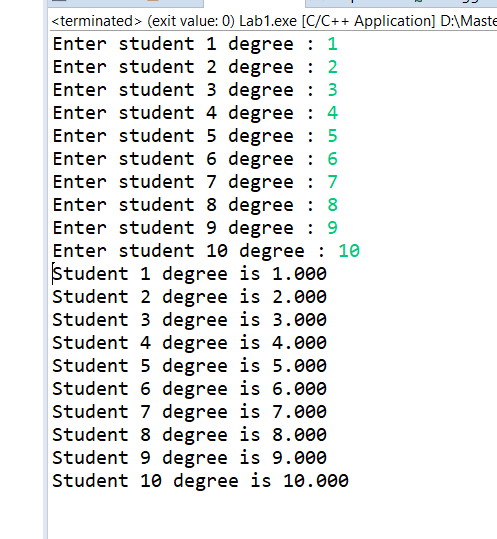 <terminated> (exit value: 0) Lab1.exe [C/C++ Application] D:\Maste
Enter student 1 degree : 1
Enter student 2 degree : 2
Enter student 3 degree : 3
Enter student 4 degree : 4
Enter student 5 degree : 5
Enter student 6 degree : 6
Enter student 7 degree : 7
Enter student 8 degree : 8
Enter student 9 degree : 9
Enter student 10 degree : 10
Student 1 degree is 1.000
Student 2 degree is 2.000
Student 3 degree is 3.000
Student 4 degree is 4.000
Student 5 degree is 5.000
Student 6 degree is 6.000
Student 7 degree is 7.000
Student 8 degree is 8.000
Student 9 degree is 9.000
Student 10 degree is 10.000